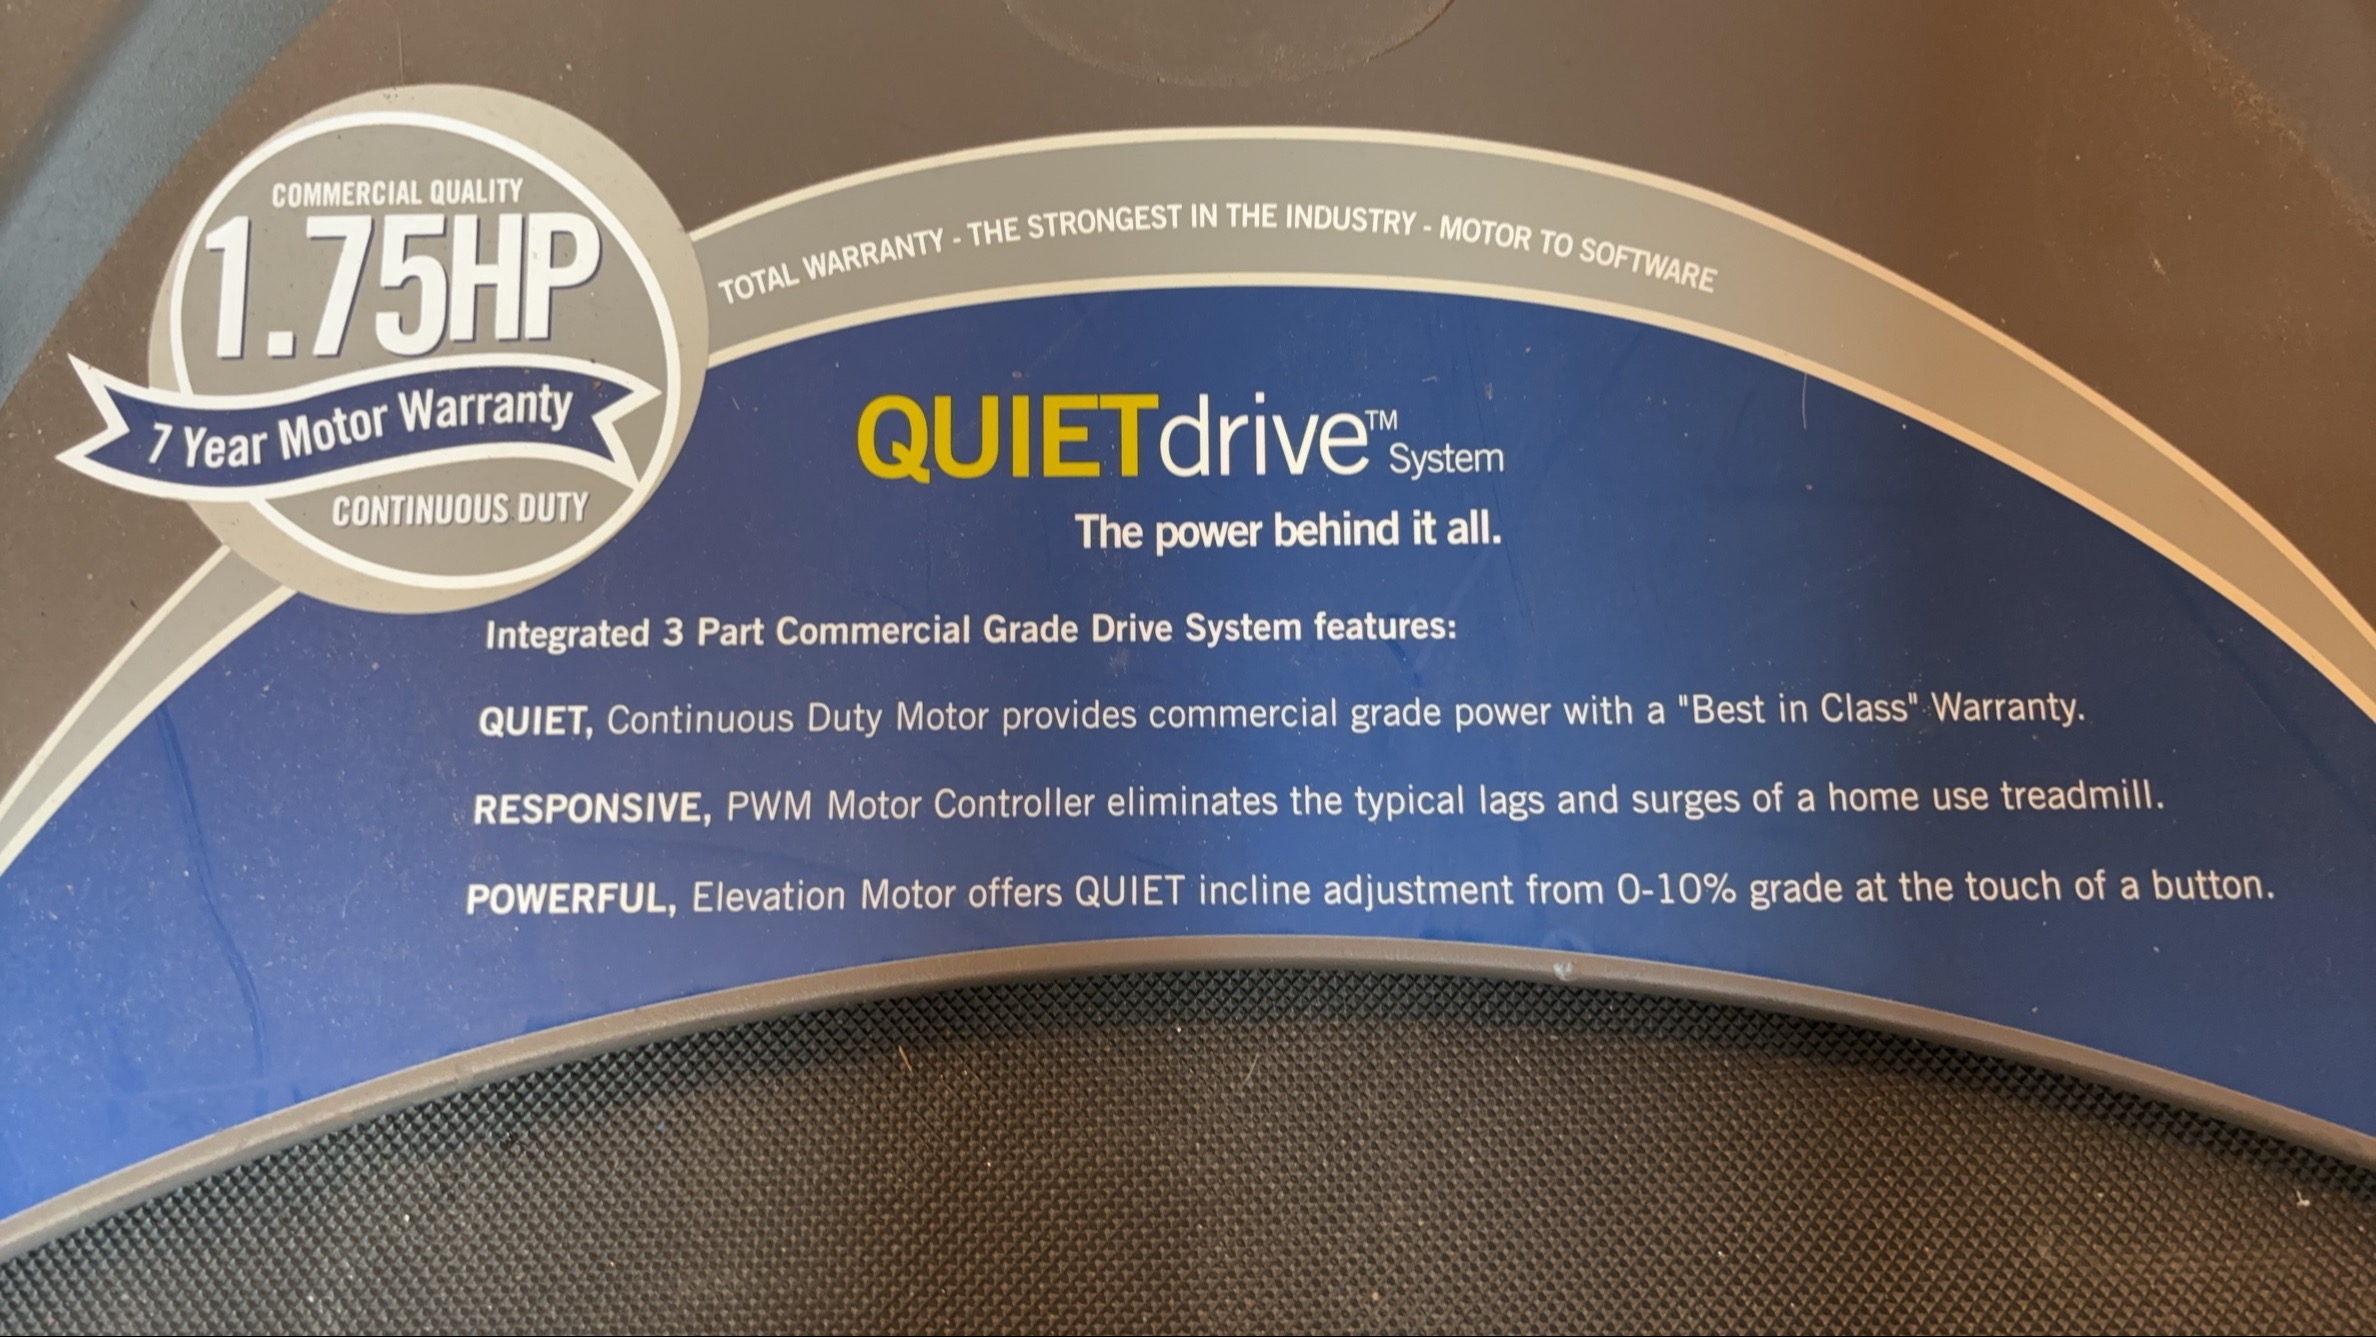 COMMERCIAL QUALITY
1.75HP
7 Year Motor Warranty
CONTINUOUS DUTY
TOTAL WARRANTY - THE STRONGEST IN THE INDUSTRY - MOTOR TO SOFTWARE
QUIETdrive™ System
The power behind it all.
Integrated 3 Part Commercial Grade Drive System features:
QUIET, Continuous Duty Motor provides commercial grade power with a "Best in Class" Warranty.
RESPONSIVE, PWM Motor Controller eliminates the typical lags and surges of a home use treadmill.
POWERFUL, Elevation Motor offers QUIET incline adjustment from 0-10% grade at the touch of a button.